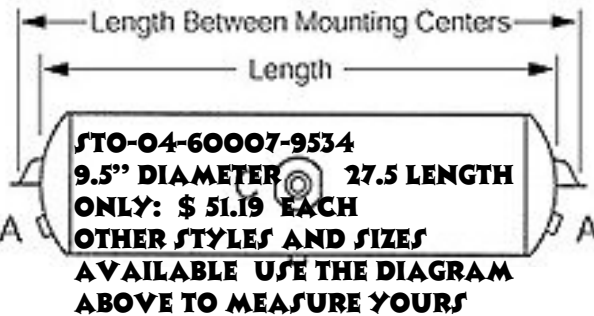 Length Between Mounting Centers
Length
STO-04-60007-9534
9.5" DIAMETER C 27.5 LENGTH
ONLY: $ 51.19 EACH
A OTHER STYLES AND SIZES A
AVAILABLE USE THE DIAGRAM
ABOVE TO MEASURE YOURS